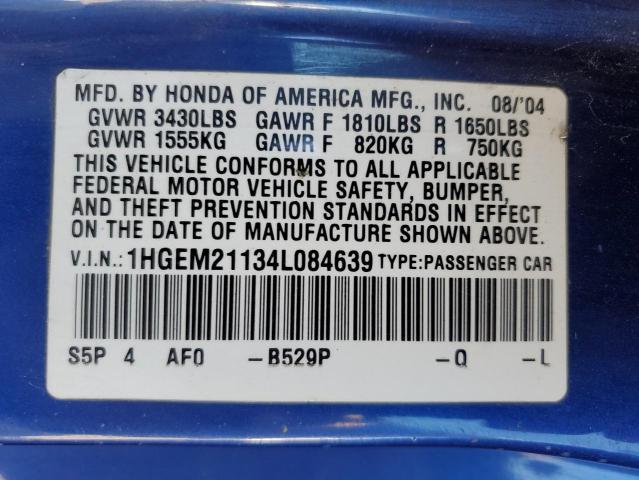 MFD. BY HONDA OF AMERICA MFG., INC. 08/'04
GVWR 3430LBS GAWR F 1810LBS R 1650LBS
GVWR 1555KG GAWR F 820KG R 750KG
THIS VEHICLE CONFORMS TO ALL APPLICABLE
FEDERAL MOTOR VEHICLE SAFETY, BUMPER,
AND THEFT PREVENTION STANDARDS IN EFFECT
ON THE DATE OF MANUFACTURE SHOWN ABOVE.
V.I.N.: 1HGEM21134L084639 TYPE:PASSENGER CAR
S5P 4 AF0 -B529P -Q -L